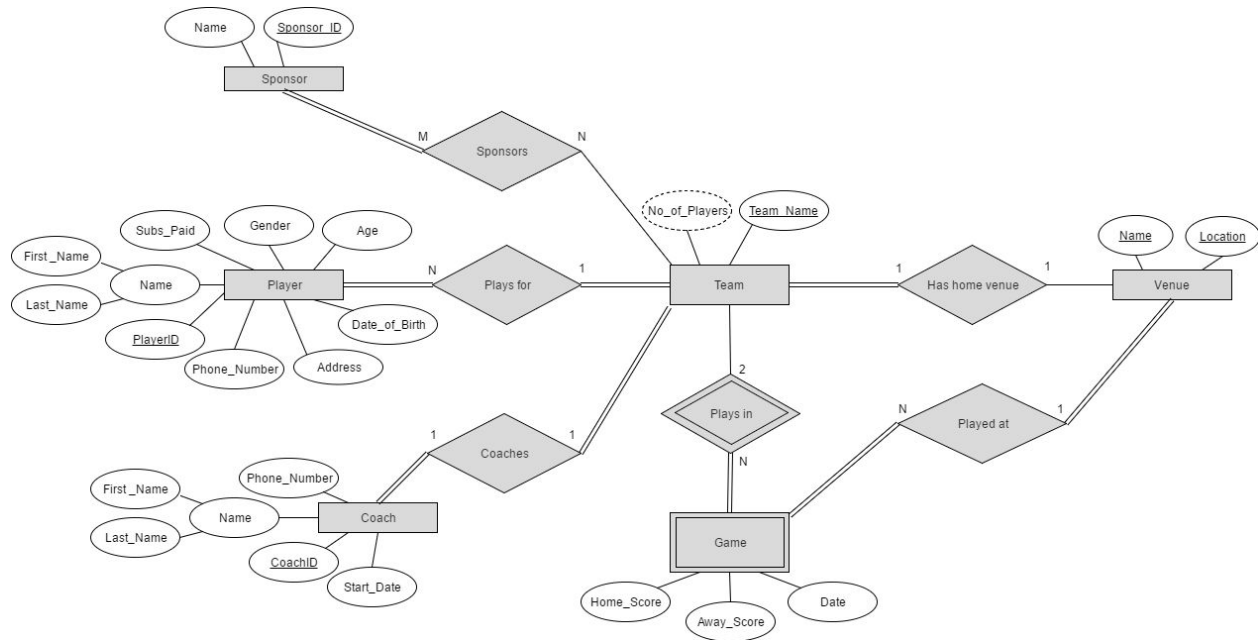 Name
Sponsor_ID
Sponsor
M
Sponsors
N
No_of_Players
Team_Name
Name
Location
Subs_Paid
Gender
Age
First_Name
Name
Last_Name
Player
N
Plays for
1
Team
1
Has home venue
1
Venue
PlayerID
Phone_Number
Address
Date_of_Birth
2
Plays in
N
N
Played at
1
1
Coaches
1
Phone_Number
First_Name
Name
Last_Name
Coach
CoachID
Start_Date
Game
Home_Score
Away_Score
Date